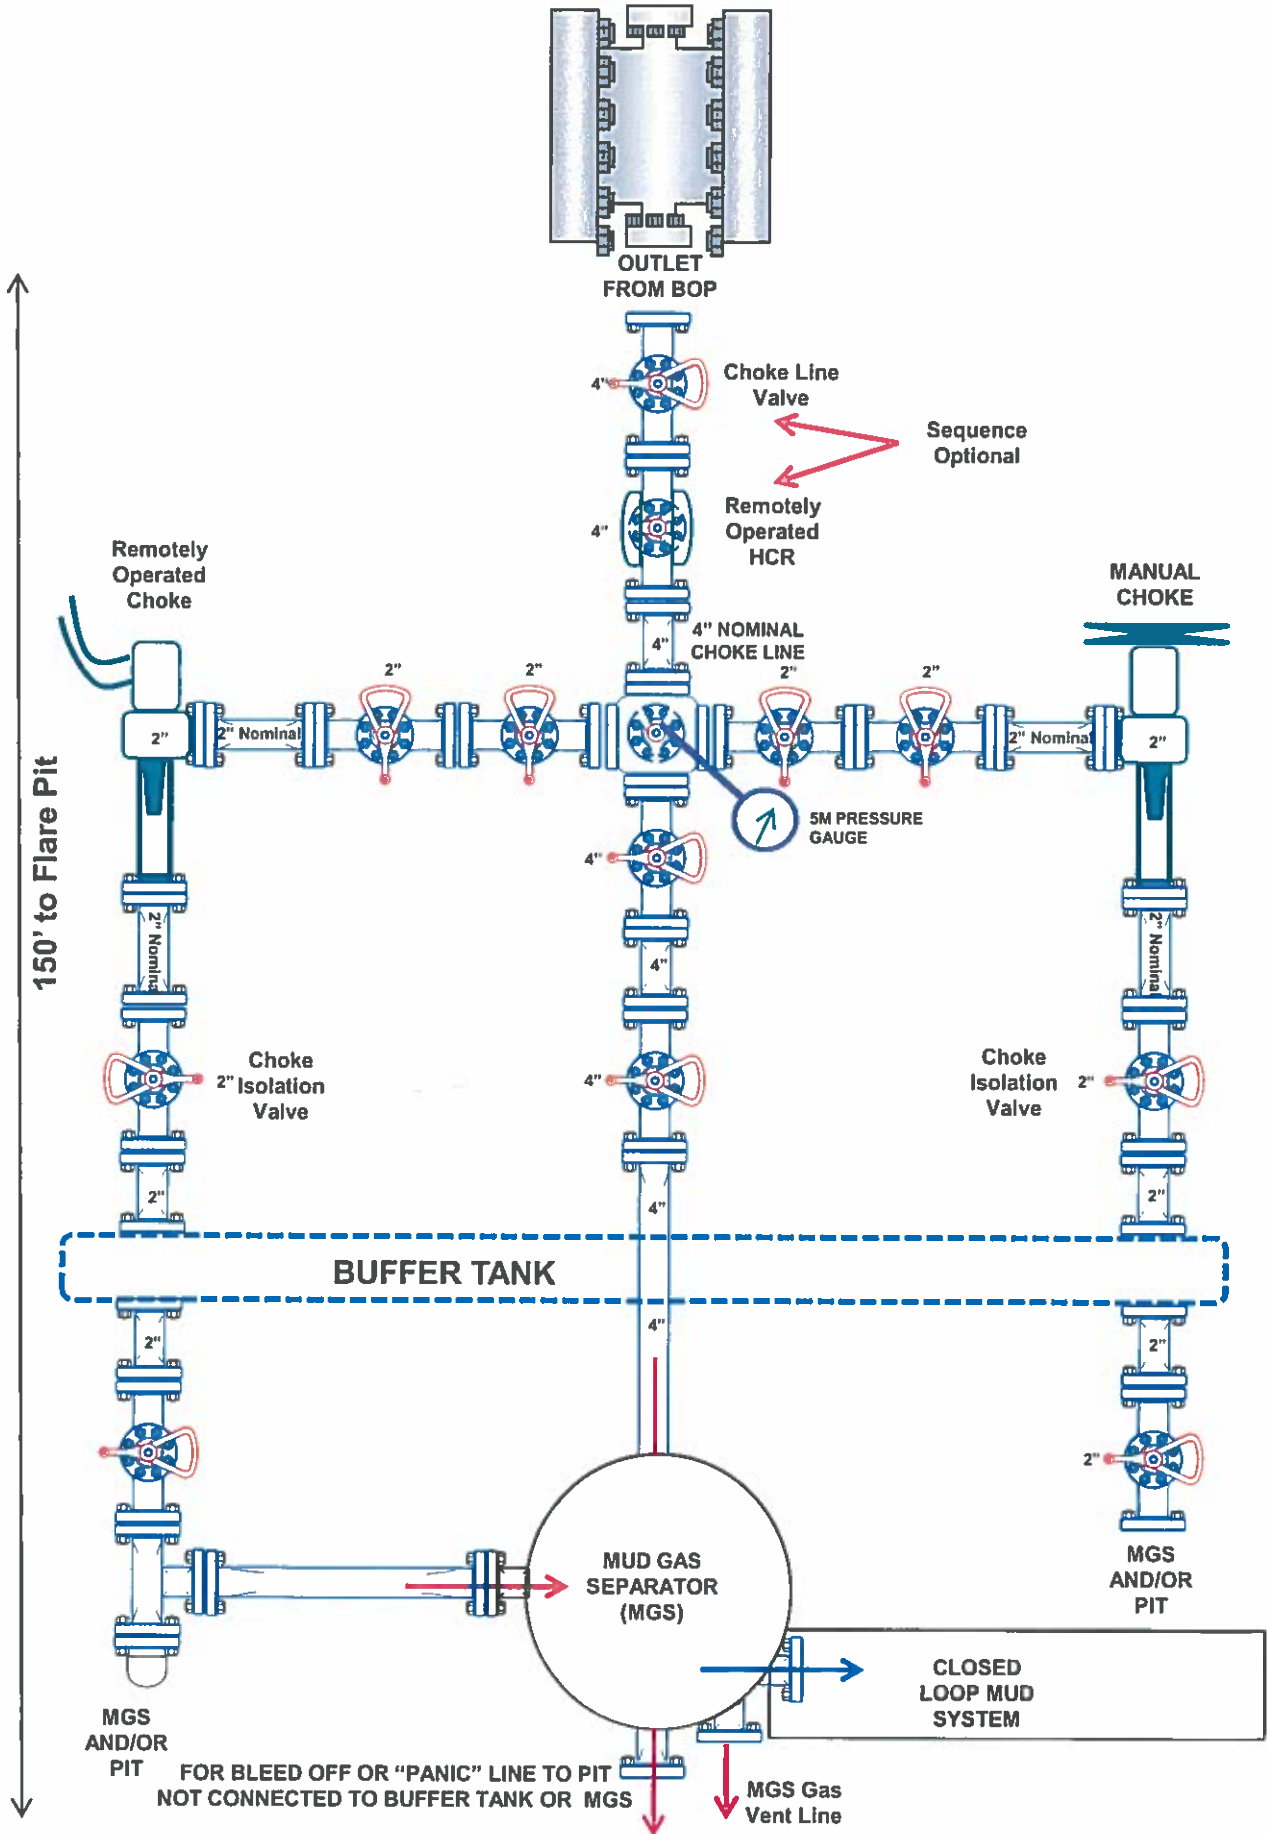 OUTLET
FROM BOP
4"
Choke Line
Valve
Sequence
Optional
4"
Remotely
Operated
HCR
Remotely
Operated
Choke
MANUAL
CHOKE
4" NOMINAL
CHOKE LINE
4"
2"
2"
2"
2"
2"
2" Nominal
2" Nominal
2"
5M PRESSURE
GAUGE
150' to Flare Pit
4"
2" Nominal
4"
2" Nominal
2"
Choke
Isolation
Valve
4"
Choke
Isolation
Valve
2"
2"
4"
2"
BUFFER TANK
4"
2"
2"
2"
MUD GAS
SEPARATOR
(MGS)
MGS
AND/OR
PIT
CLOSED
LOOP MUD
SYSTEM
MGS
AND/OR
PIT
FOR BLEED OFF OR "PANIC" LINE TO PIT
NOT CONNECTED TO BUFFER TANK OR MGS
MGS Gas
Vent Line